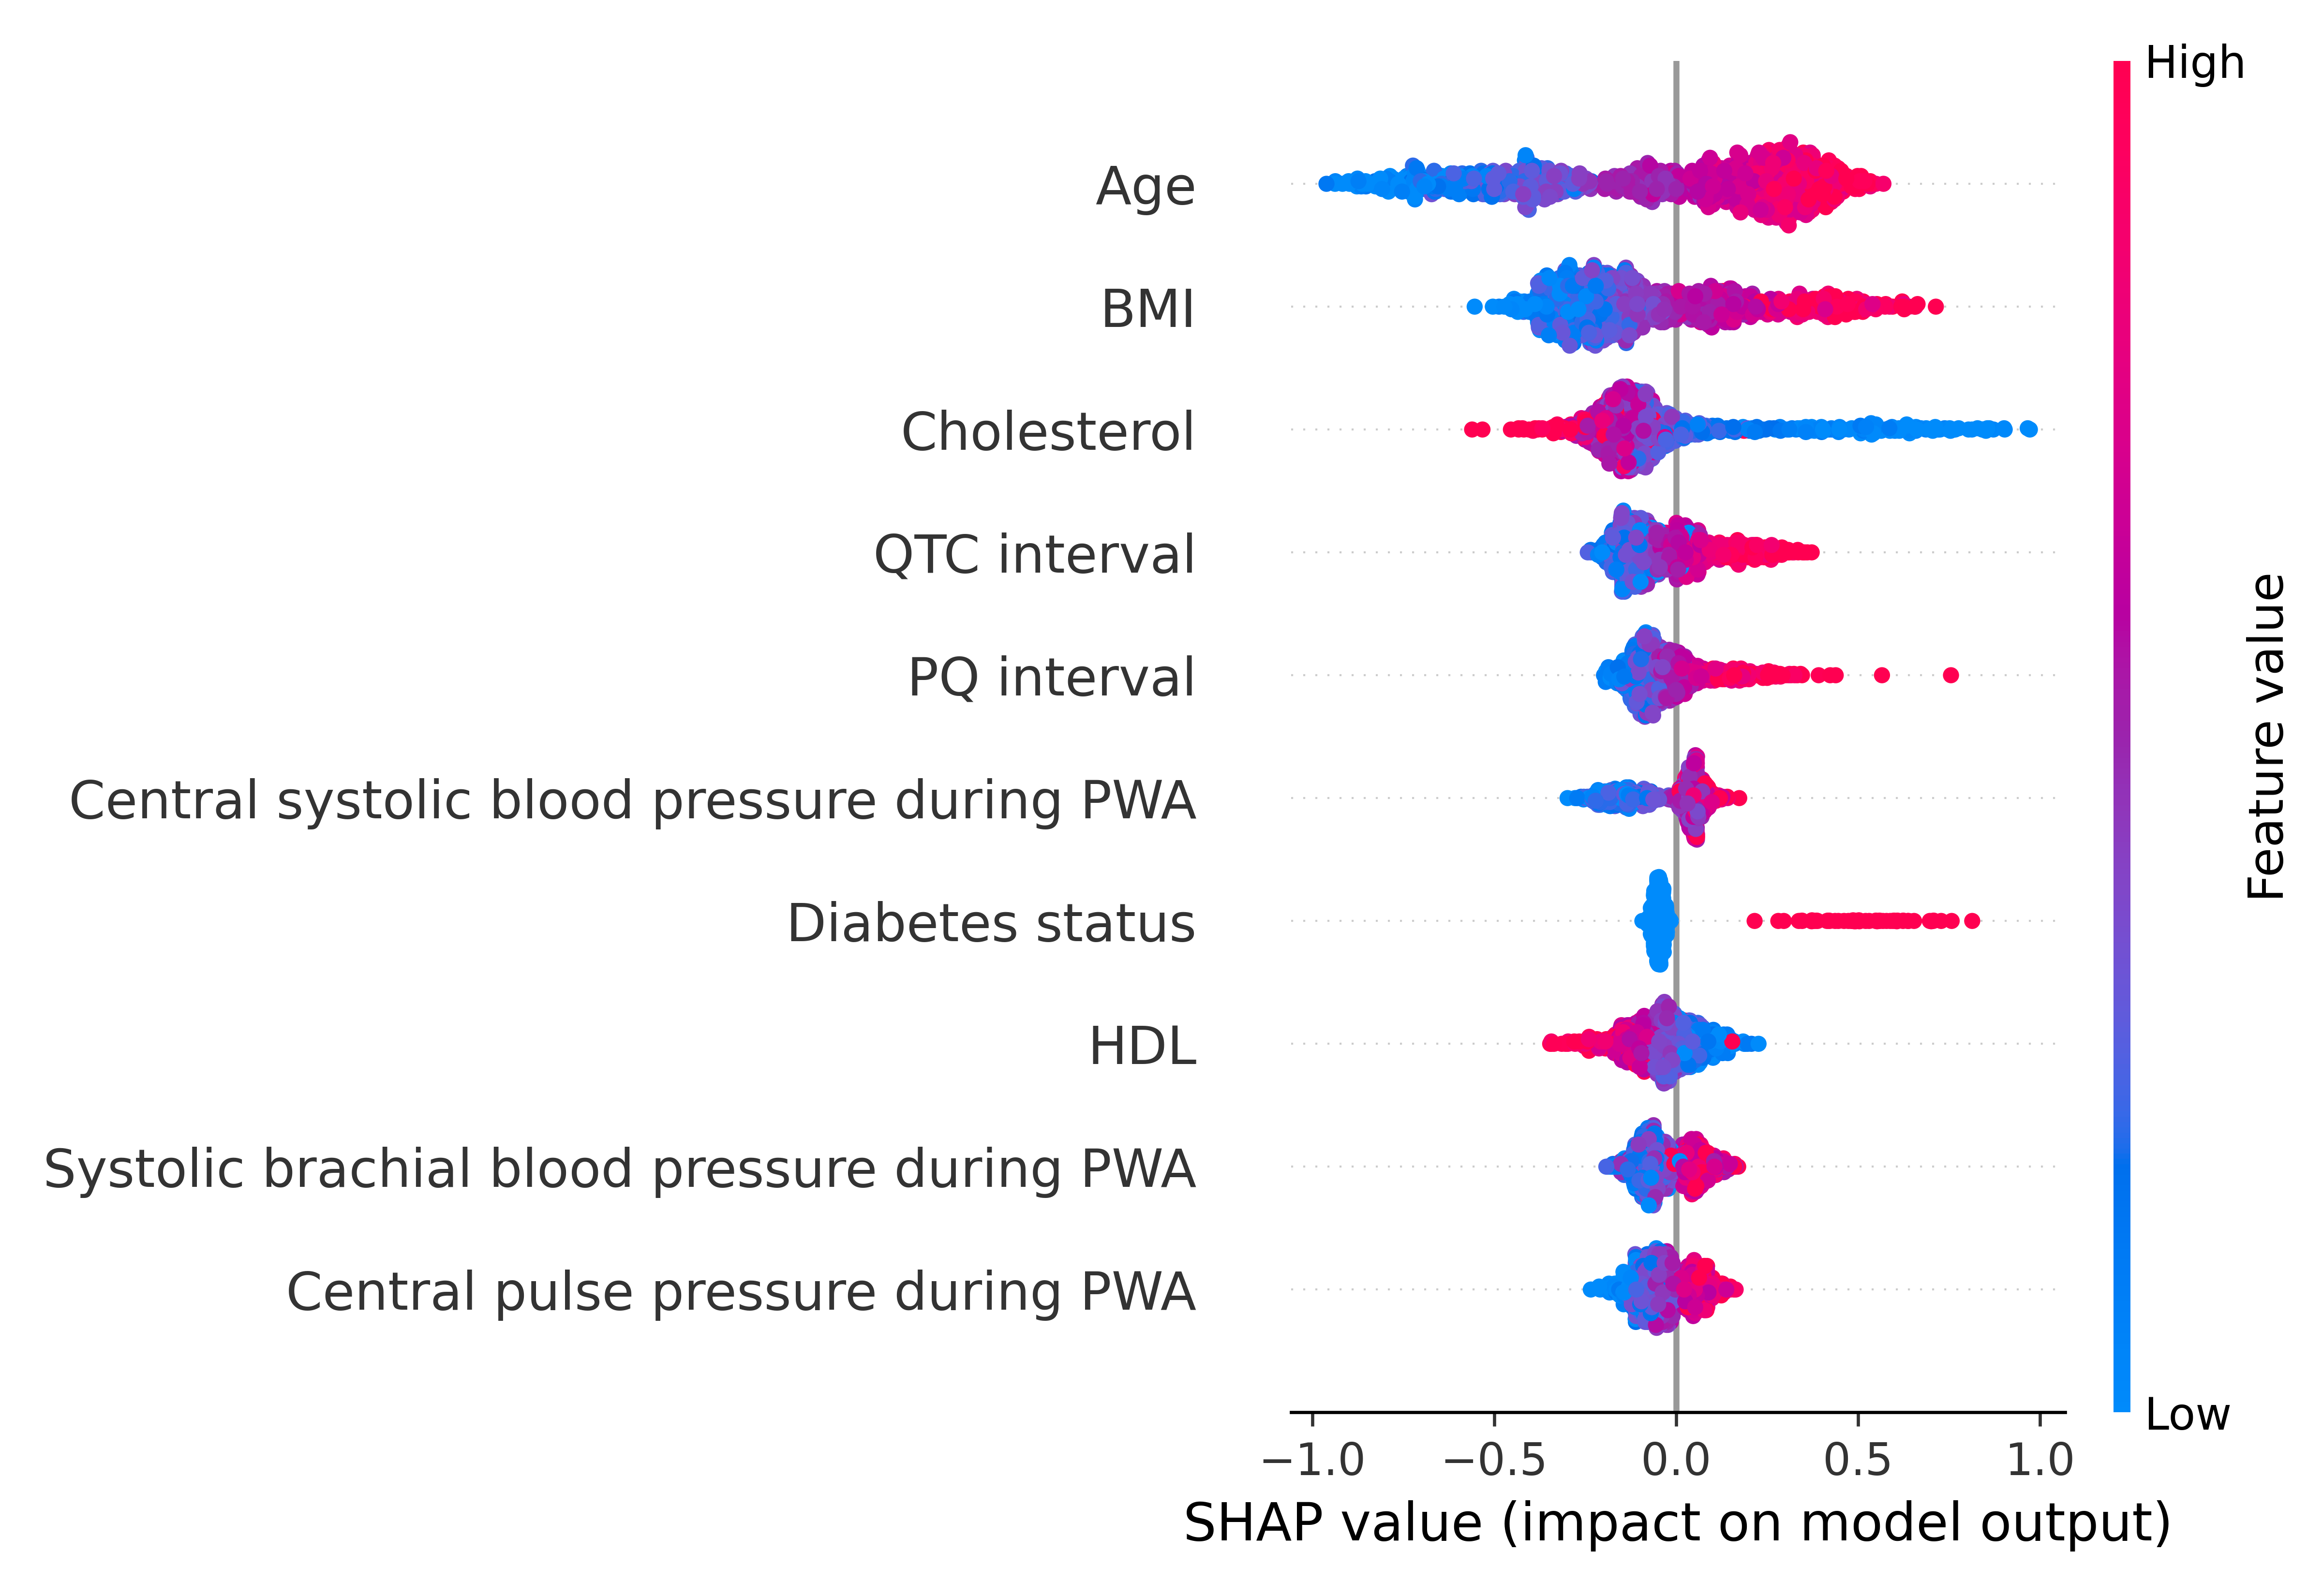 High
Age
BMI
Cholesterol
QTC interval
PQ interval
Central systolic blood pressure during PWA
Diabetes status
HDL
Systolic brachial blood pressure during PWA
Central pulse pressure during PWA
Feature value
Low
−1.0 −0.5 0.0 0.5 1.0
SHAP value (impact on model output)